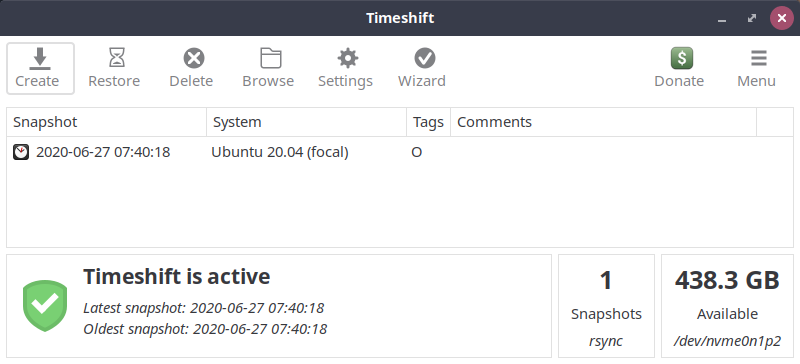 Timeshift
Create Restore Delete Browse Settings Wizard $ Donate Menu
Snapshot System Tags Comments
2020-06-27 07:40:18 Ubuntu 20.04 (focal) O
Timeshift is active
Latest snapshot: 2020-06-27 07:40:18
Oldest snapshot: 2020-06-27 07:40:18
1
Snapshots
rsync
438.3 GB
Available
/dev/nvme0n1p2